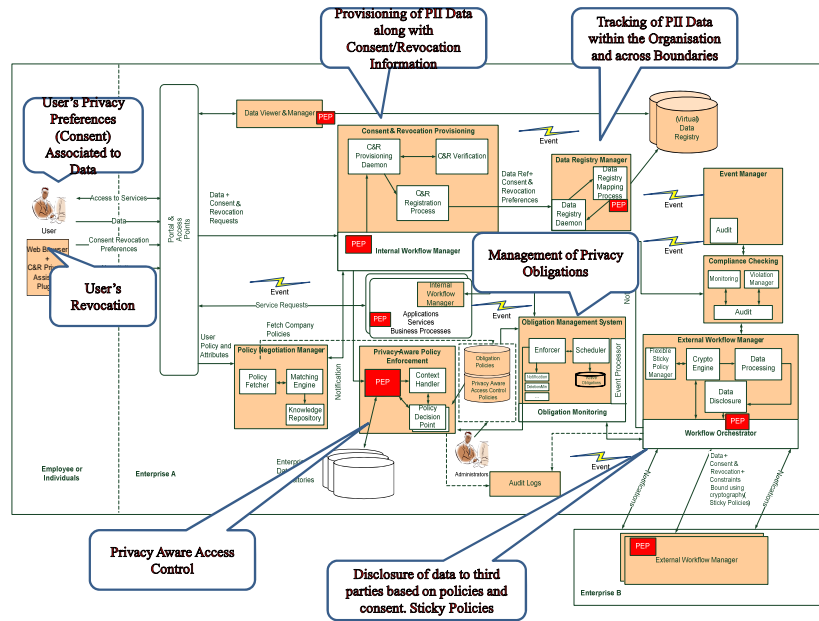 Provisioning of PII Data
along with
Consent/Revocation
Information
Tracking of PII Data
within the Organisation
and across Boundaries
User's Privacy
Preferences
(Consent)
Associated to
Data
Data Viewer & Manager
PEP
(Virtual)
Data
Registry
Consent & Revocation Provisioning
C&R
Provisioning
Daemon
C&R Verification
C&R
Registration
Process
Event
Data Registry Manager
Data
Registry
Mapping
Process
PEP
Data
Registry
Daemon
Data Ref+
Consent &
Revocation
Preferences
Event
Event Manager
Audit
Event
Access to Services
User
Data
Consent Revocation
Preferences
Portal &
Access
Points
Data +
Consent &
Revocation
Requests
PEP
Internal Workflow Manager
Web Browser
+
C&R
Plug
User's
Revocation
Management of Privacy
Obligations
Compliance Checking
Monitoring
Violation
Manager
Audit
Event
Service Requests
Internal
Workflow
Manager
PEP
Applications
Services
Business Processes
Event
Fetch Company
Policies
User
Policy and
Attributes
Policy Negotiation Manager
Policy
Fetcher
Matching
Engine
Knowledge
Repository
Notification
Privacy-Aware Policy
Enforcement
PEP
Context
Handler
Policy
Decision
Point
Obligation
Policies
Privacy Aware
Access Control
Policies
Obligation Management System
Enforcer
Scheduler
Event Processor
Obligation Monitoring
External Workflow Manager
Flexible
Sticky
Policy Manager
Crypto
Engine
Data
Processing
Data
Disclosure
PEP
Workflow Orchestrator
Employee or
Individuals
Enterprise A
Administrators
Audit Logs
Event
Notifications
Data+
Consent &
Revocation+
Constraints
Bound using
cryptography
Sticky Policies
Notifications
Privacy Aware Access
Control
Disclosure of data to third
parties based on policies and
consent. Sticky Policies
PEP
External Workflow Manager
Enterprise B